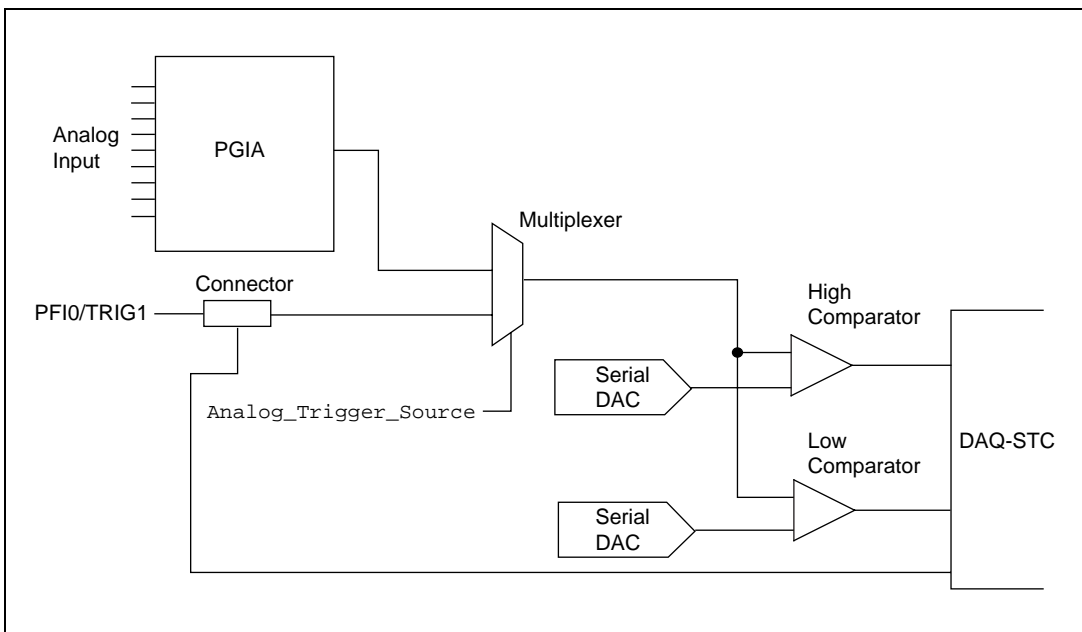 Analog
Input
PGIA
Multiplexer
Connector
PFI0/TRIG1
High
Comparator
Serial
DAC
Analog_Trigger_Source
Low
Comparator
DAQ-STC
Serial
DAC